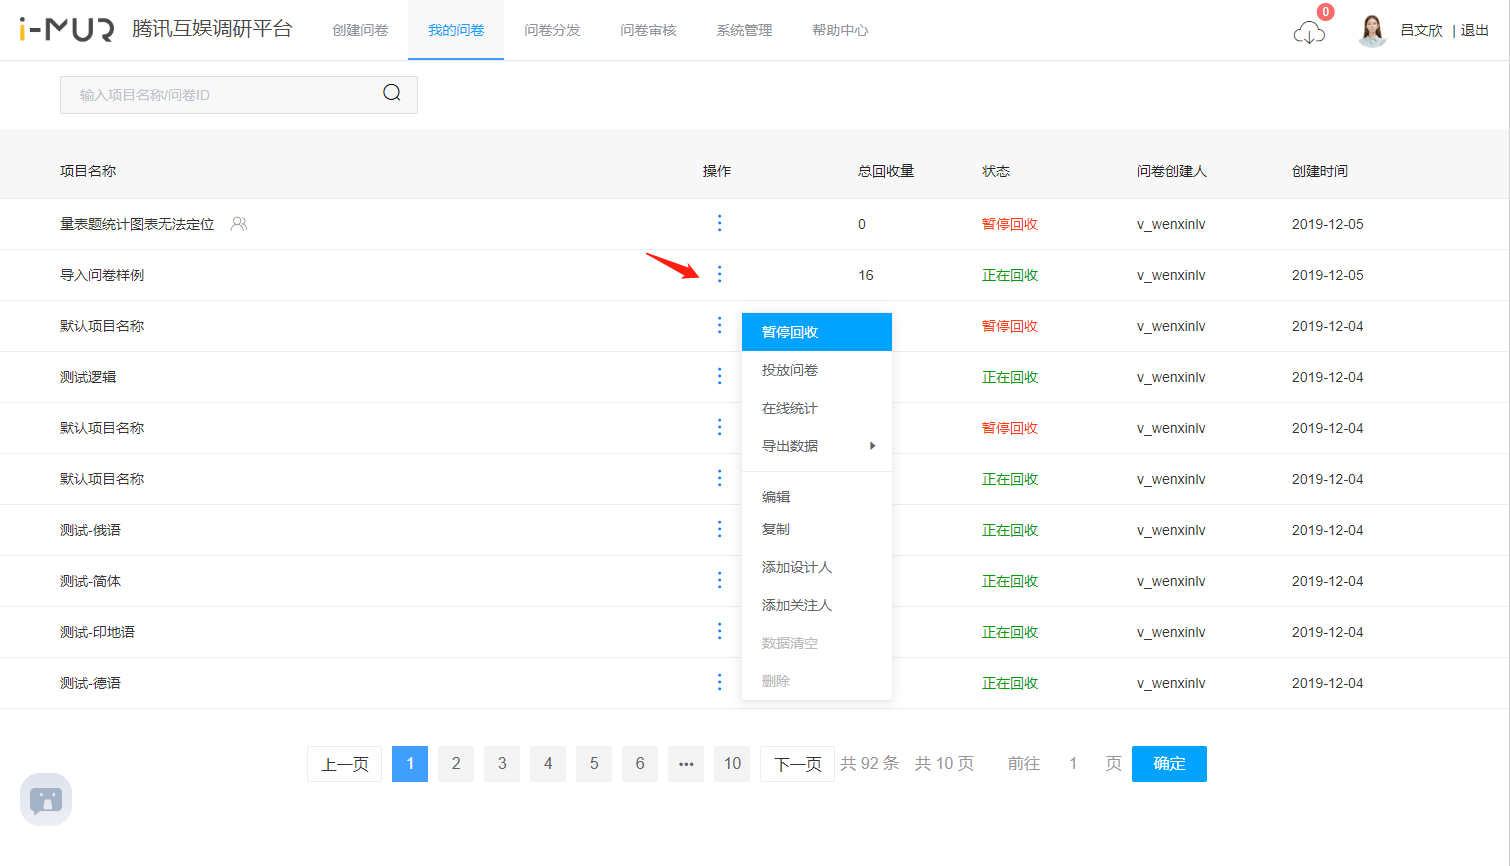 i-MUR 腾讯互娱调研平台 创建问卷 我的问卷 问卷分发 问卷审核 系统管理 帮助中心 0 吕文欣 | 退出
输入项目名称/问卷ID
项目名称 操作 总回收量 状态 问卷创建人 创建时间
量表题统计图表无法定位 0 暂停回收 v_wenxinlv 2019-12-05
导入问卷样例 16 正在回收 v_wenxinlv 2019-12-05
默认项目名称 暂停回收 v_wenxinlv 2019-12-04
测试逻辑 正在回收 v_wenxinlv 2019-12-04
默认项目名称 暂停回收 v_wenxinlv 2019-12-04
默认项目名称 正在回收 v_wenxinlv 2019-12-04
测试-俄语 正在回收 v_wenxinlv 2019-12-04
测试-简体 正在回收 v_wenxinlv 2019-12-04
测试-印地语 正在回收 v_wenxinlv 2019-12-04
测试-德语 正在回收 v_wenxinlv 2019-12-04
暂停回收
投放问卷
在线统计
导出数据
编辑
复制
添加设计人
添加关注人
数据清空
删除
上一页 1 2 3 4 5 6 ••• 10 下一页 共 92 条 共 10 页 前往 1 页 确定